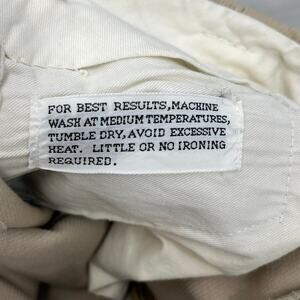 FOR BEST RESULTS, MACHINE
WASH AT MEDIUM TEMPERATURES,
TUMBLE DRY, AVOID EXCESSIVE
HEAT. LITTLE OR NO IRONING
REQUIRED.